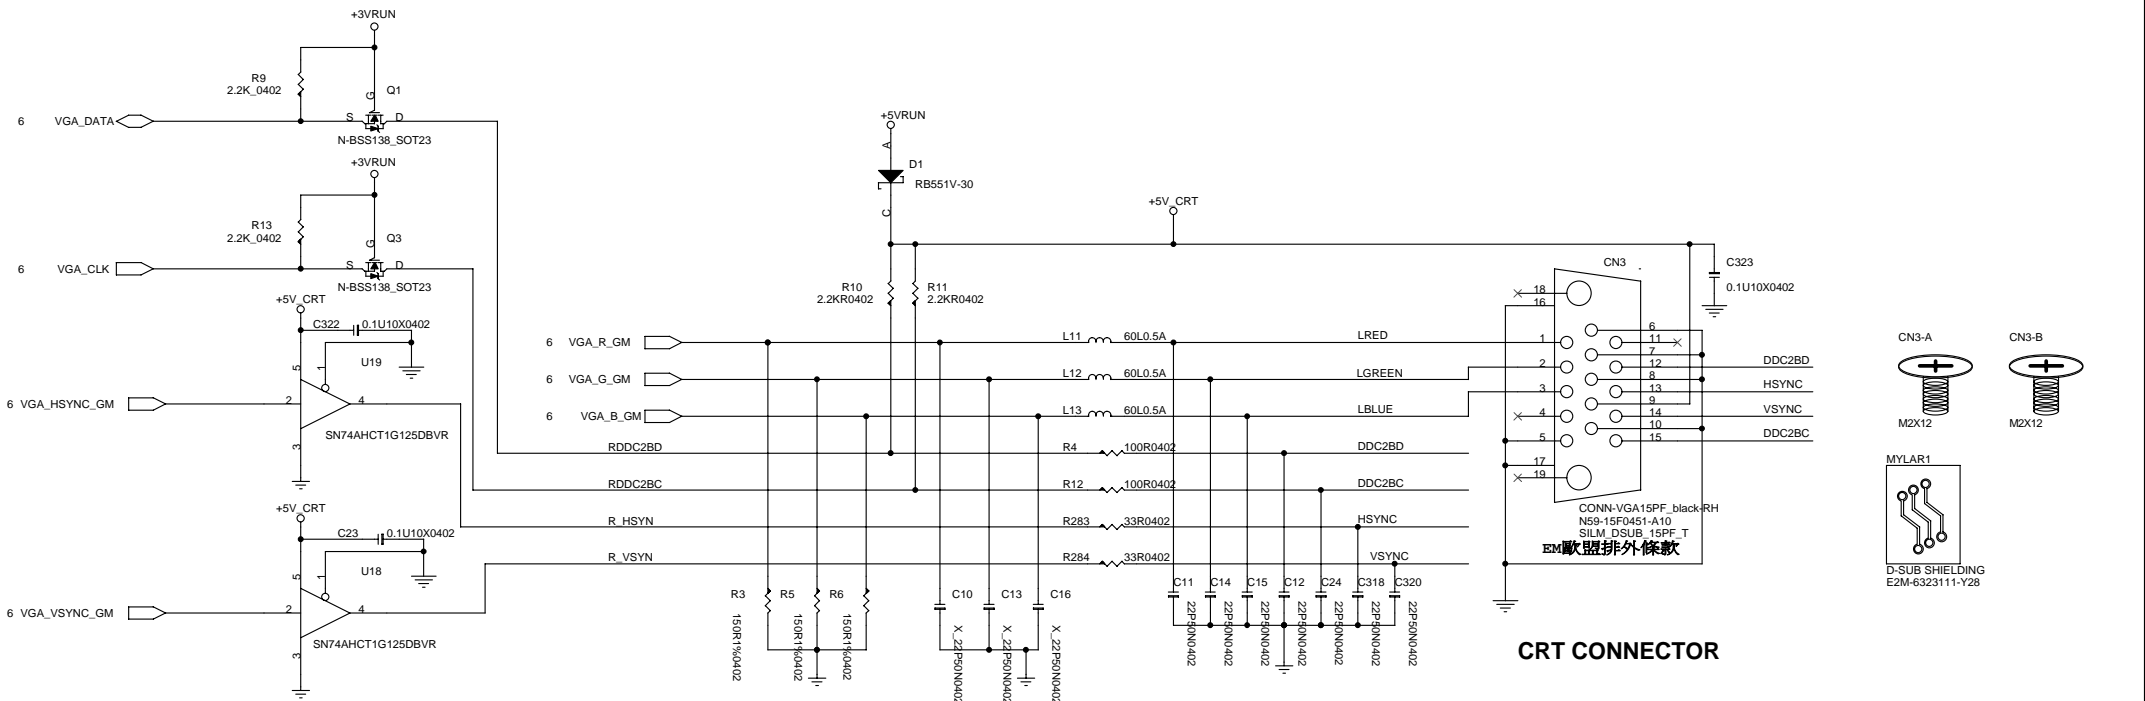 +3VRUN
R9
2.2K_0402
G
Q1
6 VGA_DATA
S
D
N-BSS138_SOT23
+3VRUN
R13
2.2K_0402
G
Q3
6 VGA_CLK
S
D
N-BSS138_SOT23
+5V_CRT
C322
0.1U10X0402
U19
5
1
6 VGA_HSYNC_GM
2
4
3
SN74AHCT1G125DBVR
+5V_CRT
C23
0.1U10X0402
U18
5
1
6 VGA_VSYNC_GM
2
4
3
SN74AHCT1G125DBVR
+5VRUN
A
D1
RB551V-30
C
+5V_CRT
R10
2.2KR0402
R11
2.2KR0402
6 VGA_R_GM
L11 60L0.5A
LRED
6 VGA_G_GM
L12 60L0.5A
LGREEN
6 VGA_B_GM
L13 60L0.5A
LBLUE
RDDC2BD
R4
100R0402
DDC2BD
RDDC2BC
R12
100R0402
DDC2BC
R_HSYN
R283
33R0402
HSYNC
R_VSYN
R284
33R0402
VSYNC
R3
150R1%0402
R5
150R1%0402
R6
150R1%0402
C10
X_22P50N0402
C13
X_22P50N0402
C16
X_22P50N0402
C11
22P50N0402
C14
22P50N0402
C15
22P50N0402
C12
22P50N0402
C24
22P50N0402
C318
22P50N0402
C320
22P50N0402
CN3
C323
0.1U10X0402
18
16
1
2
3
4
5
17
19
6
11
7
12
8
13
9
14
10
15
DDC2BD
HSYNC
VSYNC
DDC2BC
CONN-VGA15PF_black-RH
N59-15F0451-A10
SILM_DSUB_15PF_T
EM歐盟排外條款
CRT CONNECTOR
CN3-A
M2X12
CN3-B
M2X12
MYLAR1
D-SUB SHIELDING
E2M-6323111-Y28